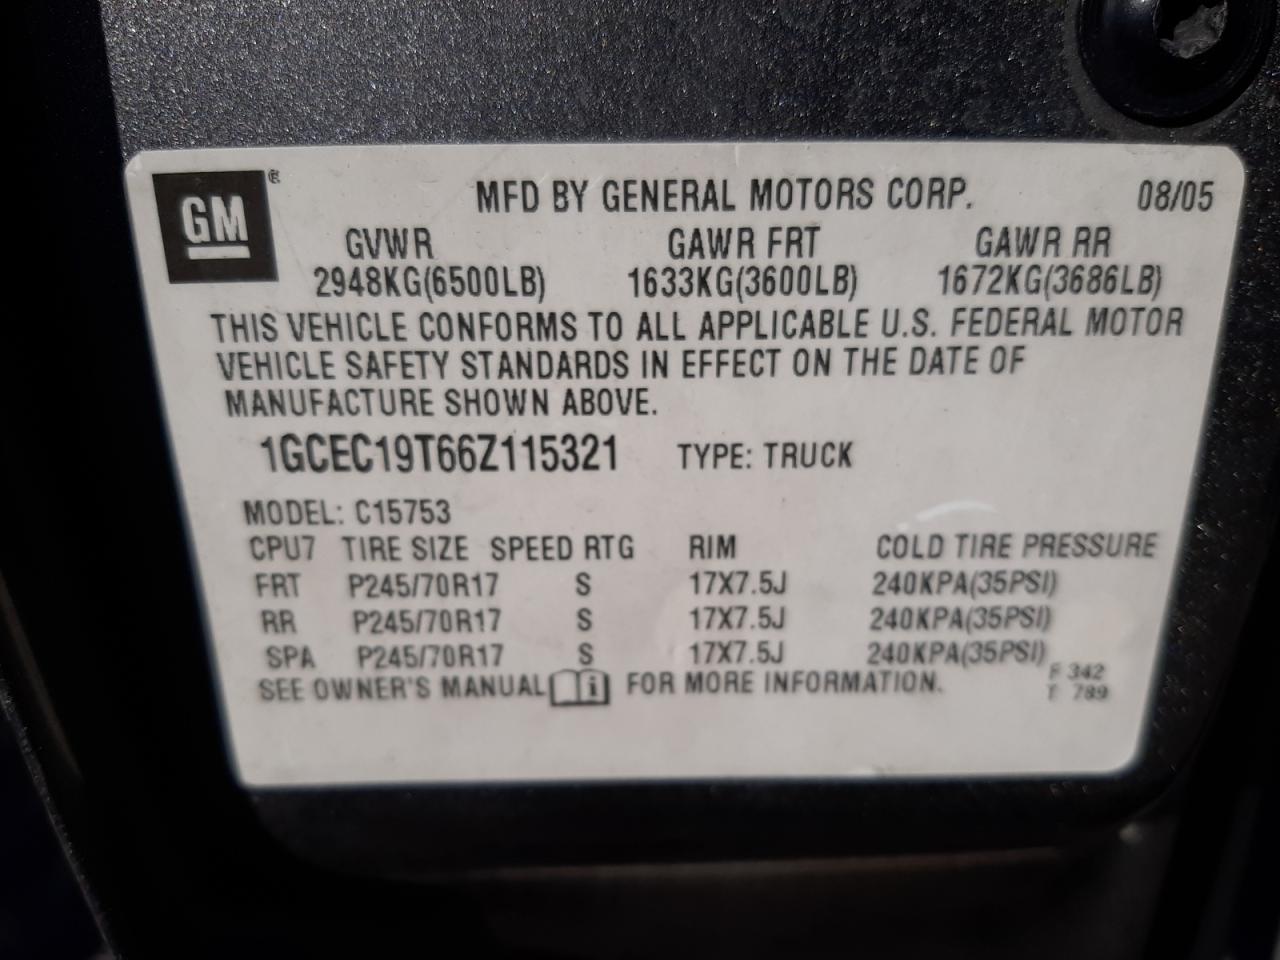 GM®
MFD BY GENERAL MOTORS CORP. 08/05
GVWR GAWR FRT GAWR RR
2948KG(6500LB) 1633KG(3600LB) 1672KG(3686LB)
THIS VEHICLE CONFORMS TO ALL APPLICABLE U.S. FEDERAL MOTOR
VEHICLE SAFETY STANDARDS IN EFFECT ON THE DATE OF
MANUFACTURE SHOWN ABOVE.
1GCEC19T66Z115321 TYPE: TRUCK
MODEL: C15753
CPU7 TIRE SIZE SPEED RTG RIM COLD TIRE PRESSURE
FRT P245/70R17 S 17X7.5J 240KPA(35PSI)
RR P245/70R17 S 17X7.5J 240KPA(35PSI)
SPA P245/70R17 S 17X7.5J 240KPA(35PSI)
SEE OWNER'S MANUAL i FOR MORE INFORMATION.
F 342
T 789